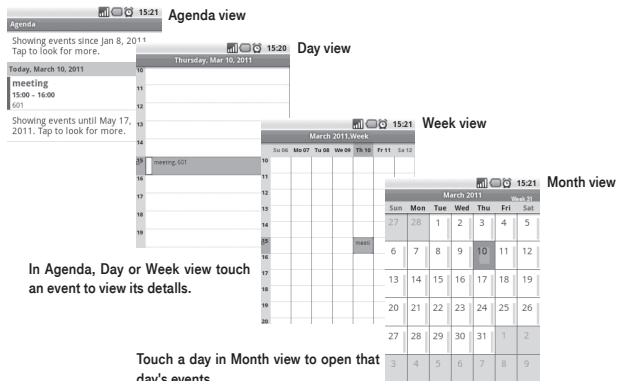 15:21 Agenda view
Agenda
Showing events since Jan 8, 2011
Tap to look for more.
Today, March 10, 2011
meeting
15:00 – 16:00
601
Showing events until May 17,
2011. Tap to look for more.
15:20 Day view
Thursday, Mar 10, 2011
10
11
12
13
14
15 meeting, 601
16
17
18
19
15:21 Week view
March 2011,Week
Su 06 Mo 07 Tu 08 We 09 Th 10 Fr 11 Sa 12
10
11
12
13
14
15 meeti
16
17
18
19
20
15:21 Month view
March 2011
Sun Mon Tue Wed Thu Fri Sat
27 28 1 2 3 4 5
6 7 8 9 10 11 12
13 14 15 16 17 18 19
20 21 22 23 24 25 26
27 28 29 30 31 1 2
3 4 5 6 7 8 9
In Agenda, Day or Week view touch
an event to view its detalls.
Touch a day in Month view to open that
day's events